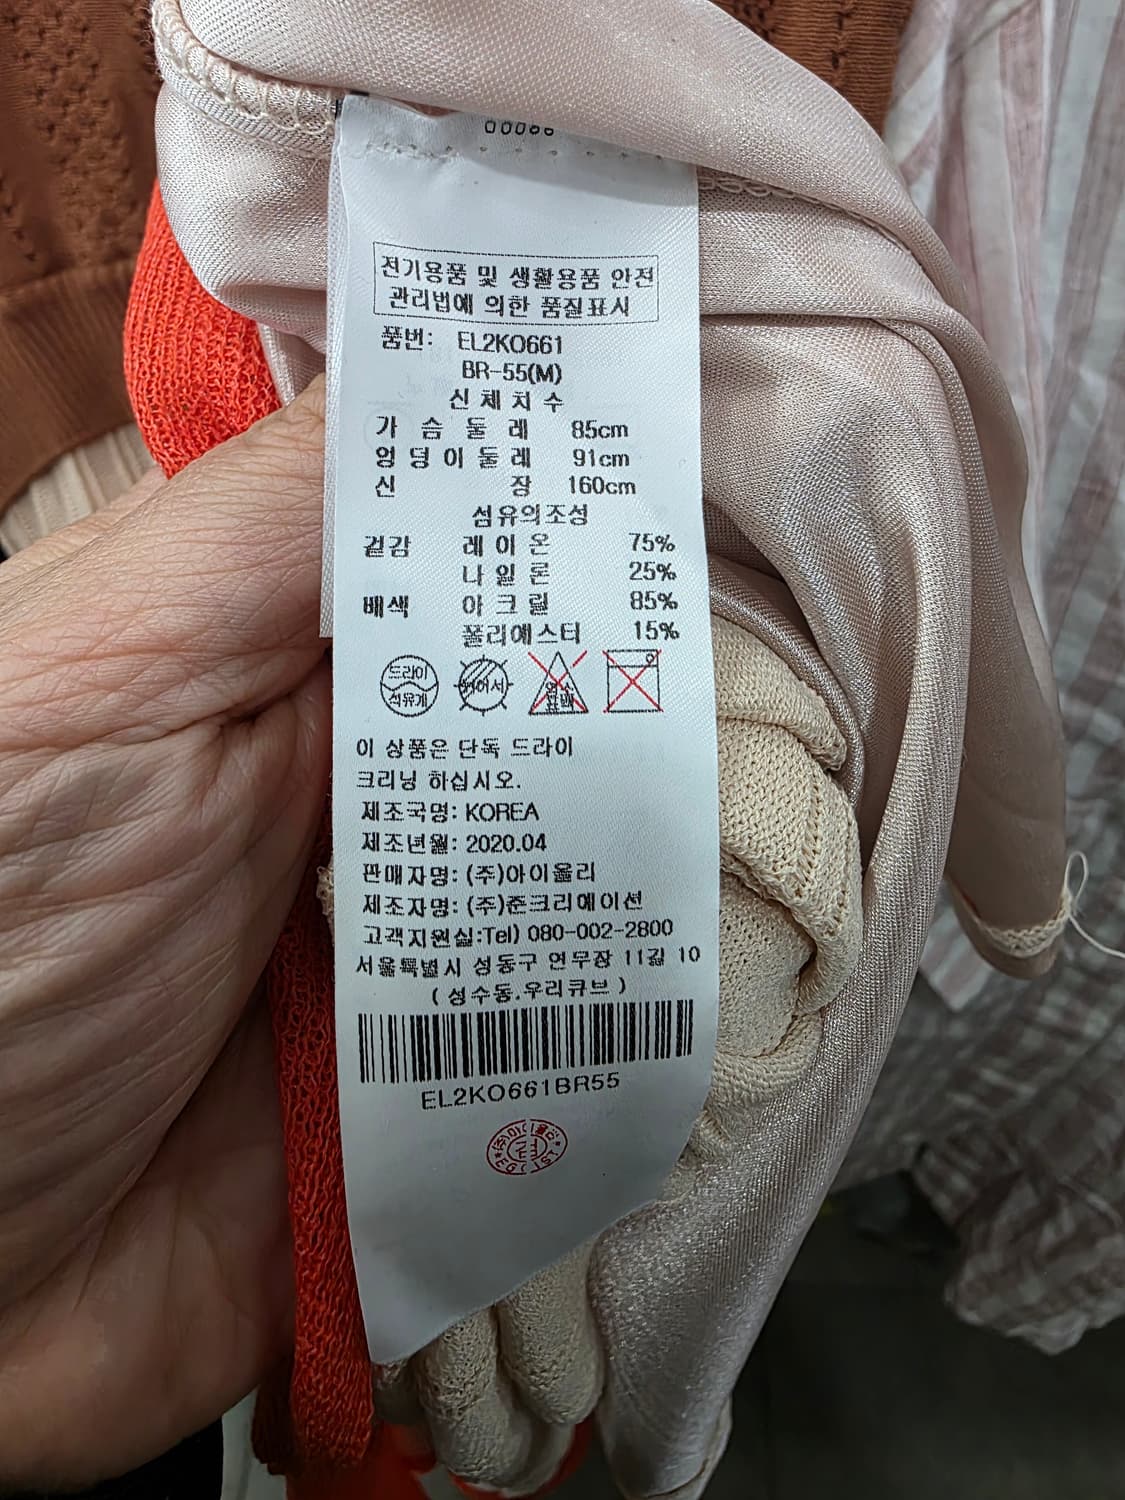 00066
전기용품 및 생활용품 안전
관리법에 의한 품질표시
품번: EL2KO661
BR-55(M)
신체치수
가슴둘레 85cm
엉덩이둘레 91cm
신장 160cm
섬유의조성
겉감 레이온 75%
나일론 25%
배색 아크릴 85%
폴리에스터 15%
드라이
석유계
이 상품은 단독 드라이
크리닝 하십시오.
제조국명: KOREA
제조년월: 2020.04
판매자명: (주)아이올리
제조자명: (주)준크리에이션
고객지원실:Tel) 080-002-2800
서울특별시 성동구 연무장 11길 10
(성수동.우리큐브)
EL2KO661BR55